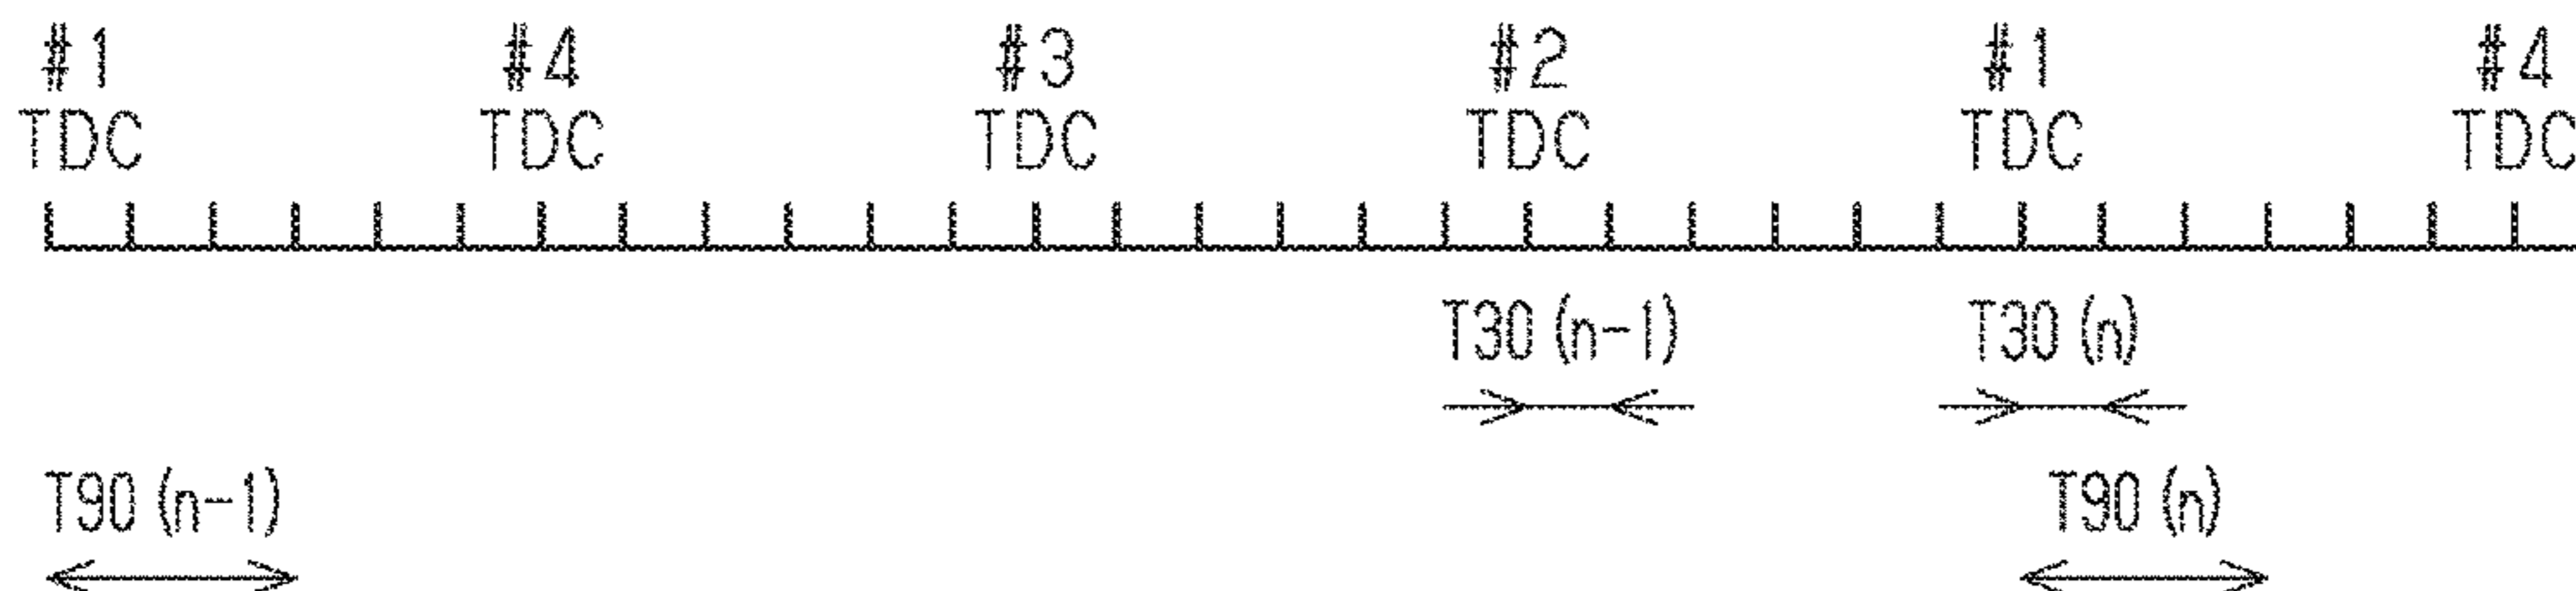 #1 #4 #3 #2 #1 #4
TDC TDC TDC TDC TDC TDC
T30 (n-1) T30 (n)
T90 (n-1) T90 (n)